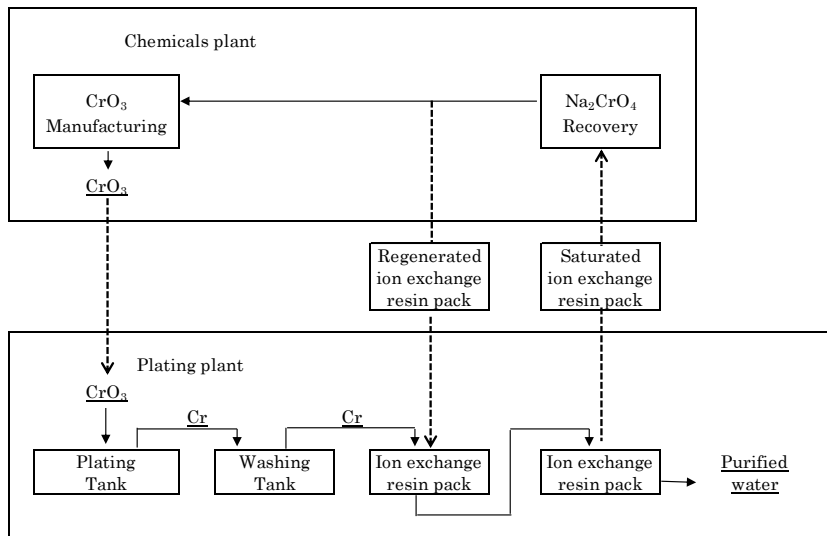 Chemicals plant
CrO₃
Manufacturing
Na₂CrO₄
Recovery
CrO₃
Regenerated
ion exchange
resin pack
Saturated
ion exchange
resin pack
Plating plant
CrO₃
Cr
Cr
Plating
Tank
Washing
Tank
Ion exchange
resin pack
Ion exchange
resin pack
Purified
water